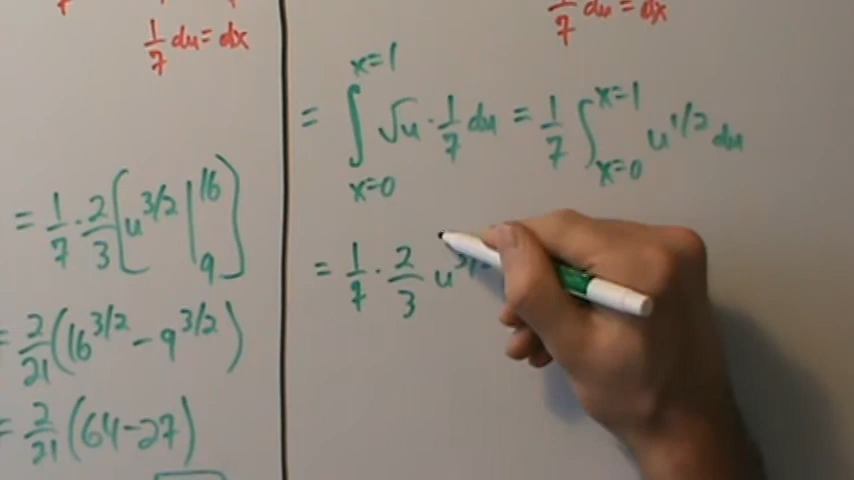 1/7 du = dx
= 1/7 · 2/3 [u^3/2 |_9^16]
= 2/21 (16^3/2 - 9^3/2)
= 2/21 (64-27)
1/7 du = dx
= ∫_{x=0}^{x=1} √u · 1/7 du = 1/7 ∫_{x=0}^{x=1} u^1/2 du
= 1/7 · 2/3 u^3/